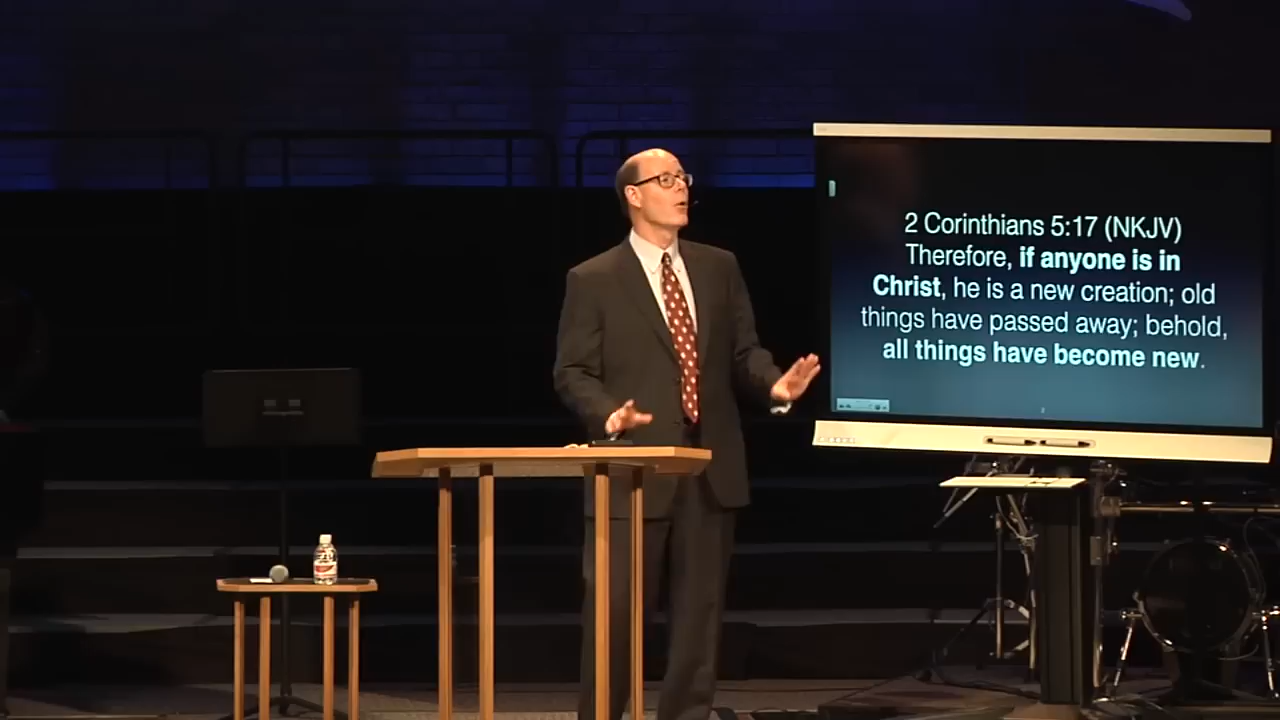 2 Corinthians 5:17 (NKJV)
Therefore, if anyone is in
Christ, he is a new creation; old
things have passed away; behold,
all things have become new.